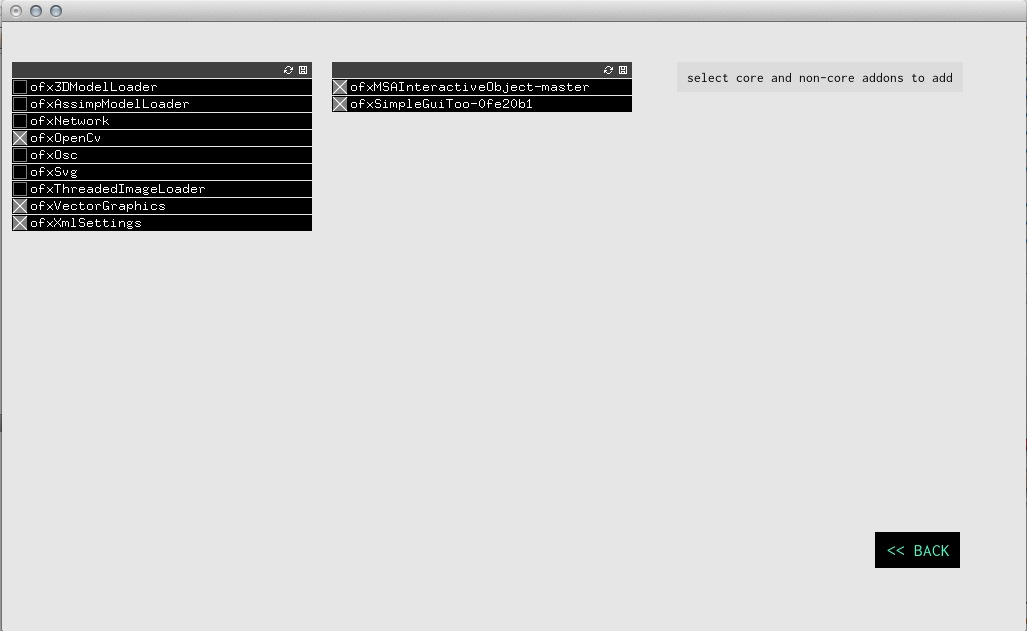 ofx3DModelLoader
ofxAssimpModelLoader
ofxNetwork
ofxOpenCv
ofxOsc
ofxSvg
ofxThreadedImageLoader
ofxVectorGraphics
ofxXmlSettings
ofxMSAInteractiveObject-master
ofxSimpleGuiToo-0fe20b1
select core and non-core addons to add
<< BACK